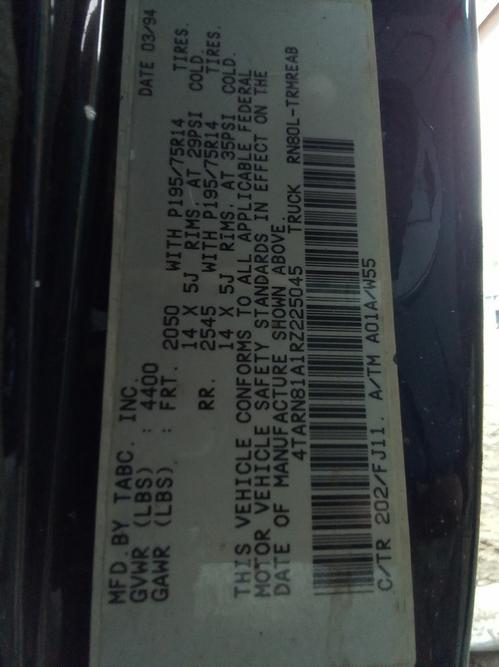 MFD.BY TABC. INC. DATE 03/94
GVWR (LBS) : 4400
GAWR (LBS) : FRT. 2050 WITH P195/75R14 TIRES.
14 X 5J RIMS. AT 29PSI COLD.
RR. 2545 WITH P195/75R14 TIRES.
14 X 5J RIMS. AT 35PSI COLD.
THIS VEHICLE CONFORMS TO ALL APPLICABLE FEDERAL
MOTOR VEHICLE SAFETY STANDARDS IN EFFECT ON THE
DATE OF MANUFACTURE SHOWN ABOVE.
4TARN81A1RZ225045 TRUCK RN80L-TRMREAB
C/TR 202/FJ11. A/TM A01A/W55